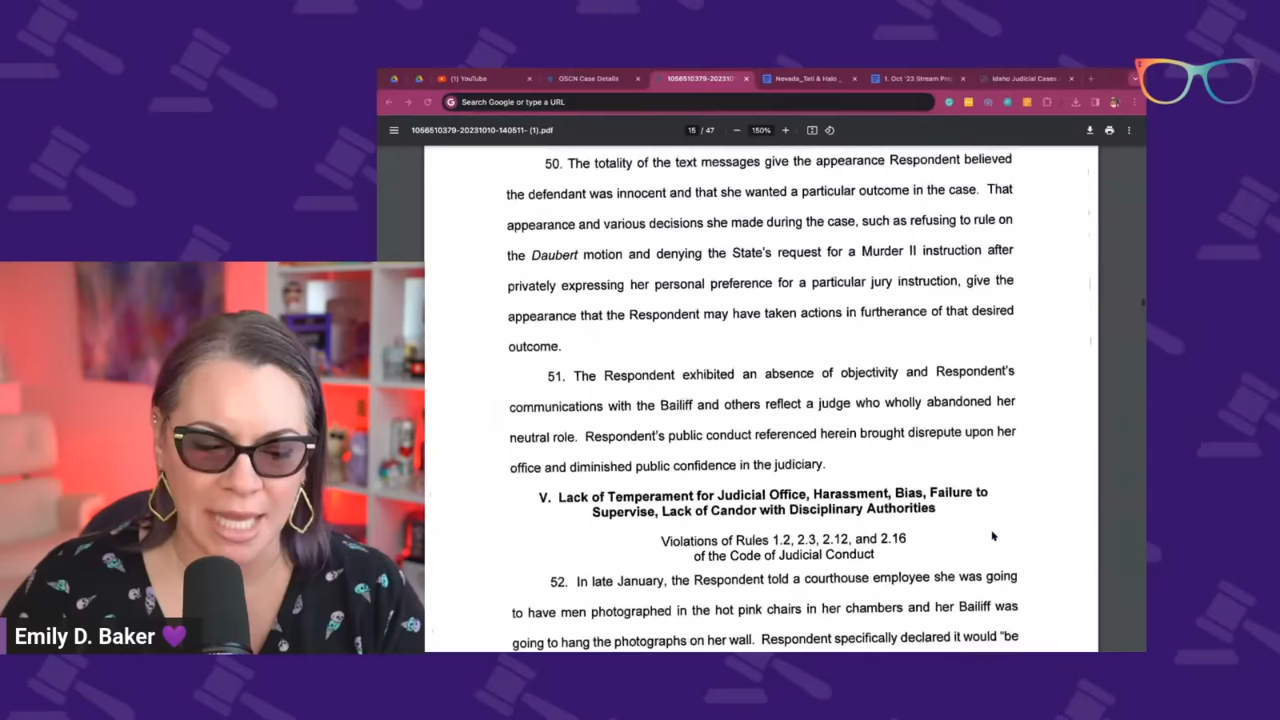 (1) YouTube
OSCN Case Details
1056510379-20231
Nevada_Tati & Halo
1. Oct '23 Stream Pre
Idaho Judicial Cases
Search Google or type a URL
1056510379-20231010-140511- (1).pdf
15 / 47
150%
50. The totality of the text messages give the appearance Respondent believed
the defendant was innocent and that she wanted a particular outcome in the case. That
appearance and various decisions she made during the case, such as refusing to rule on
the Daubert motion and denying the State's request for a Murder II instruction after
privately expressing her personal preference for a particular jury instruction, give the
appearance that the Respondent may have taken actions in furtherance of that desired
outcome.
51. The Respondent exhibited an absence of objectivity and Respondent's
communications with the Bailiff and others reflect a judge who wholly abandoned her
neutral role. Respondent's public conduct referenced herein brought disrepute upon her
office and diminished public confidence in the judiciary.
V. Lack of Temperament for Judicial Office, Harassment, Bias, Failure to
Supervise, Lack of Candor with Disciplinary Authorities
Violations of Rules 1.2, 2.3, 2.12, and 2.16
of the Code of Judicial Conduct
52. In late January, the Respondent told a courthouse employee she was going
to have men photographed in the hot pink chairs in her chambers and her Bailiff was
going to hang the photographs on her wall. Respondent specifically declared it would "be
Emily D. Baker